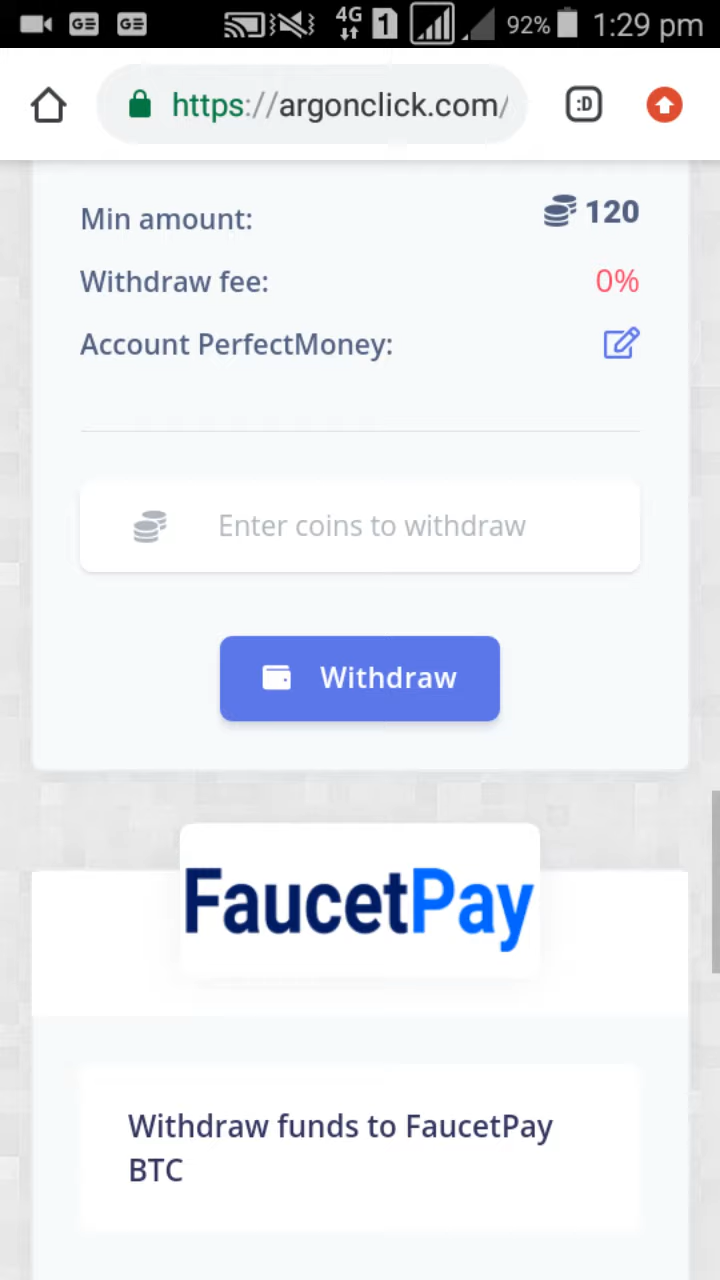 4G 1 92% 1:29 pm
https://argonclick.com/ :D
Min amount: 120
Withdraw fee: 0%
Account PerfectMoney:
Enter coins to withdraw
Withdraw
FaucetPay
Withdraw funds to FaucetPay
BTC